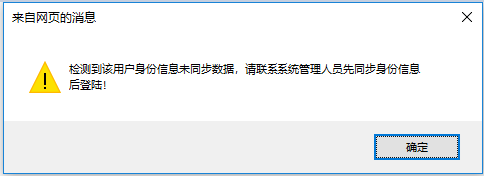 来自网页的消息
检测到该用户身份信息未同步数据，请联系系统管理人员先同步身份信息
后登陆！
确定